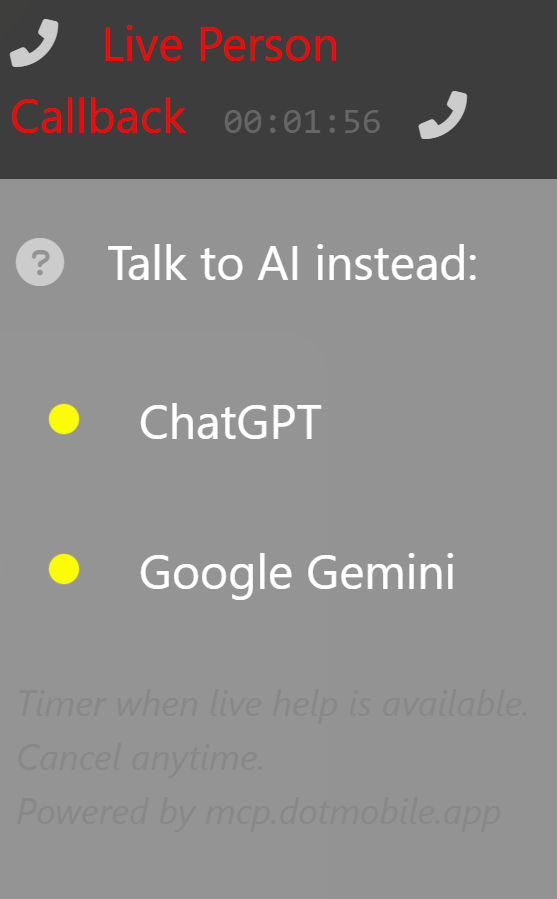 Live Person
Callback 00:01:56
? Talk to AI instead:
ChatGPT
Google Gemini
Timer when live help is available.
Cancel anytime.
Powered by mcp.dotmobile.app